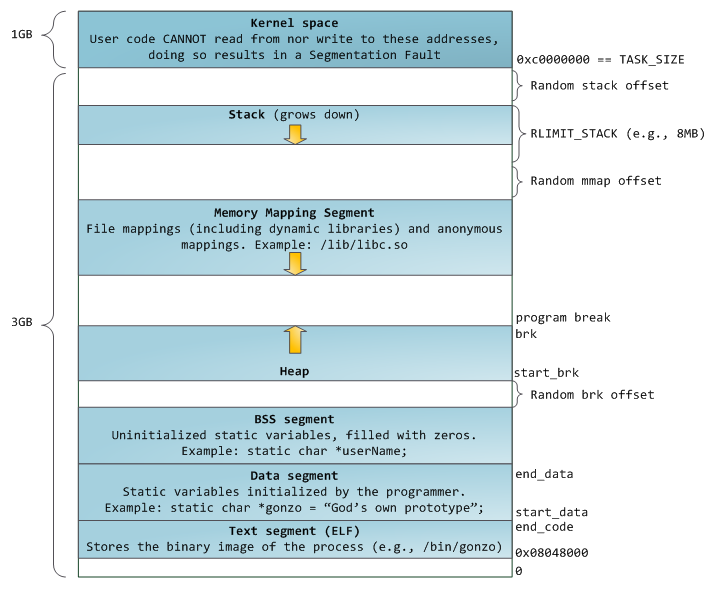 1GB
Kernel space
User code CANNOT read from nor write to these addresses,
doing so results in a Segmentation Fault
0xc0000000 == TASK_SIZE
Random stack offset
Stack (grows down)
RLIMIT_STACK (e.g., 8MB)
Random mmap offset
Memory Mapping Segment
File mappings (including dynamic libraries) and anonymous
mappings. Example: /lib/libc.so
3GB
program break
brk
Heap
start_brk
Random brk offset
BSS segment
Uninitialized static variables, filled with zeros.
Example: static char *userName;
Data segment
end_data
Static variables initialized by the programmer.
Example: static char *gonzo = “God’s own prototype”;
start_data
end_code
Text segment (ELF)
Stores the binary image of the process (e.g., /bin/gonzo)
0x08048000
0